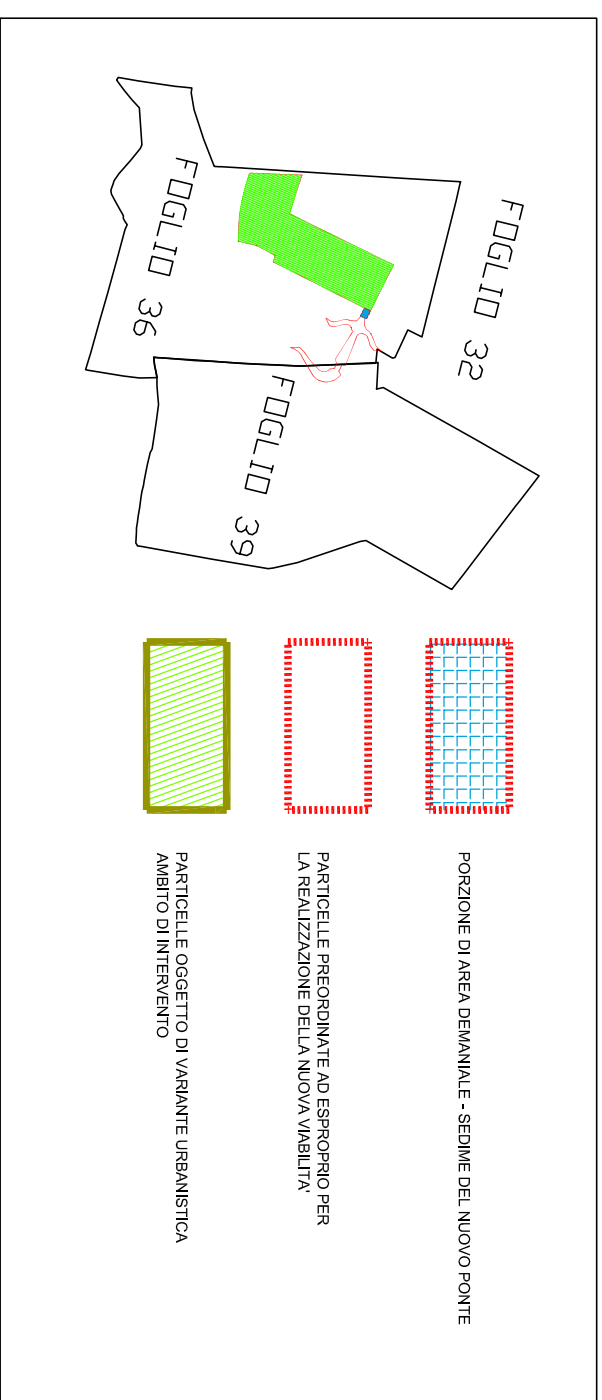 FOGLIO 32
FOGLIO 36
FOGLIO 39
PORZIONE DI AREA DEMANIALE - SEDIME DEL NUOVO PONTE
PARTICELLE PREORDINATE AD ESPROPRIO PER
LA REALIZZAZIONE DELLA NUOVA VIABILITA'
PARTICELLE OGGETTO DI VARIANTE URBANISTICA
AMBITO DI INTERVENTO